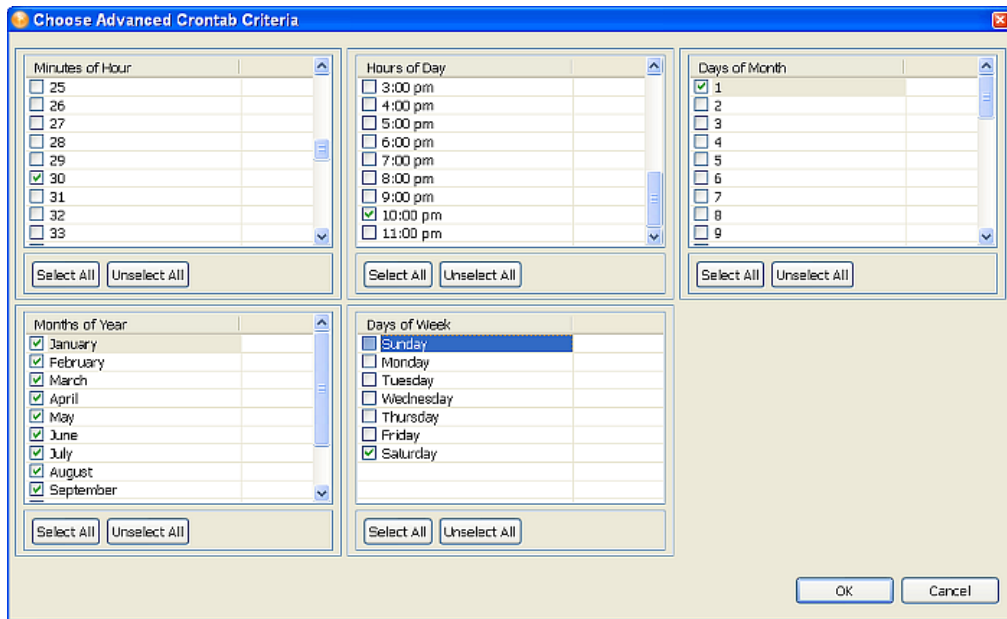 Choose Advanced Crontab Criteria
Minutes of Hour
25
26
27
28
29
30
31
32
33
Select All Unselect All
Hours of Day
3:00 pm
4:00 pm
5:00 pm
6:00 pm
7:00 pm
8:00 pm
9:00 pm
10:00 pm
11:00 pm
Select All Unselect All
Days of Month
1
2
3
4
5
6
7
8
9
Select All Unselect All
Months of Year
January
February
March
April
May
June
July
August
September
Select All Unselect All
Days of Week
Sunday
Monday
Tuesday
Wednesday
Thursday
Friday
Saturday
Select All Unselect All
OK Cancel